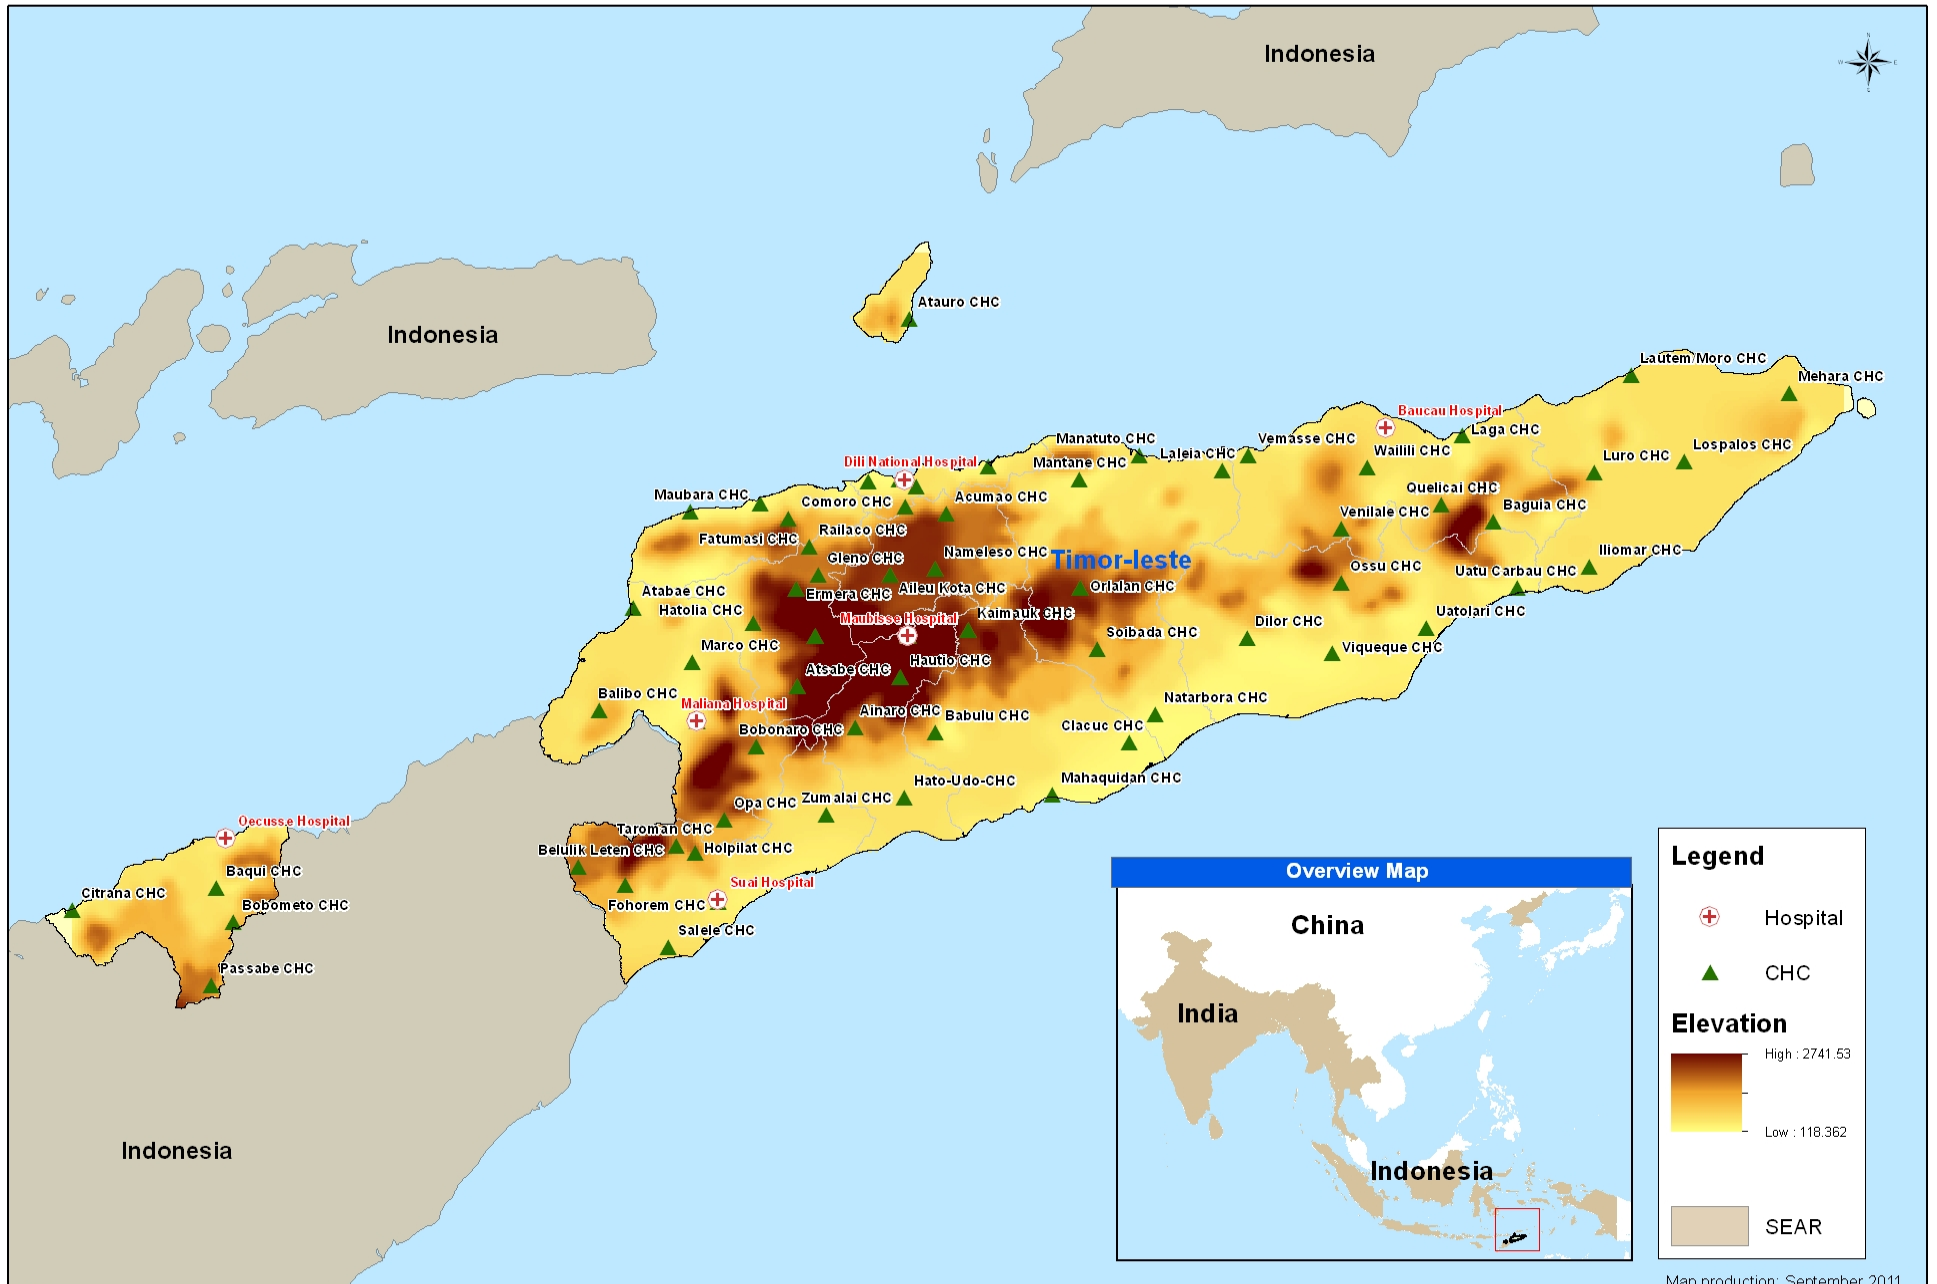 Indonesia
N
W
E
Indonesia
Atauro CHC
Lautem/Moro CHC
Mehara CHC
Baucau Hospital
Laga CHC
Manatuto CHC
Vemasse CHC
Laleia CHC
Wailili CHC
Luro CHC
Lospalos CHC
Dili National Hospital
Mantane CHC
Maubara CHC
Comoro CHC
Acumao CHC
Quelicai CHC
Baguia CHC
Venilale CHC
Railaco CHC
Fatumasi CHC
Gleno CHC
Nameleso CHC
Timor-leste
Iliomar CHC
Ossu CHC
Uatu Carbau CHC
Atabae CHC
Ermera CHC
Aileu Kota CHC
Orlalan CHC
Hatolia CHC
Maubisse Hospital
Kaimauk CHC
Uatolari CHC
Dilor CHC
Soibada CHC
Marco CHC
Viqueque CHC
Atsabe CHC
Hautio CHC
Balibo CHC
Maliana Hospital
Natarbora CHC
Ainaro CHC
Babulu CHC
Clacuc CHC
Bobonaro CHC
Hato-Udo-CHC
Mahaquidan CHC
Opa CHC
Zumalai CHC
Oecusse Hospital
Taroman CHC
Belulik Leten CHC
Holpilat CHC
Baqui CHC
Suai Hospital
Citrana CHC
Bobometo CHC
Fohorem CHC
Salele CHC
Passabe CHC
Indonesia
Overview Map
China
India
Indonesia
Legend
Hospital
CHC
Elevation
High : 2741.53
Low : 118.362
SEAR
Map production: September 2011